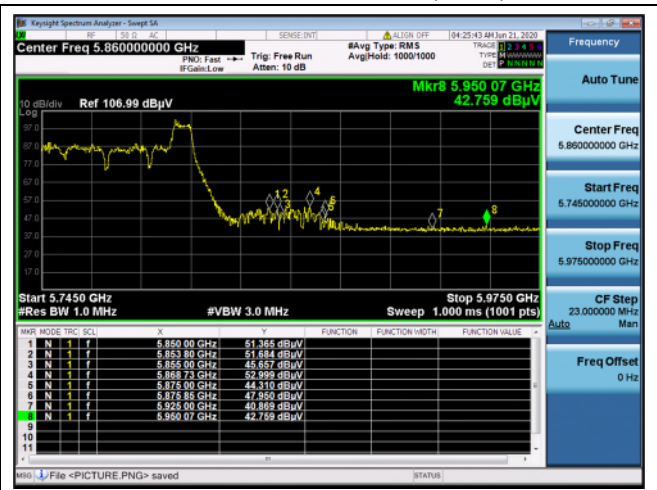 Keysight Spectrum Analyzer - Swept SA
RF 50 Ω AC SENSE:INT ALIGN OFF 04:25:43 AM Jun 21, 2020
Center Freq 5.860000000 GHz #Avg Type: RMS TRACE 1 2 3 4 5 6
PNO: Fast Trig: Free Run Avg|Hold: 1000/1000 TYPE M W W W W W
IFGain:Low Atten: 10 dB DET P N N N N N
Mkr8 5.950 07 GHz
10 dB/div Ref 106.99 dBµV 42.759 dBµV
Log
97.0
87.0
77.0
67.0
57.0
47.0
37.0
27.0
17.0
1 2 3 4 5 6 7 8
Start 5.7450 GHz Stop 5.9750 GHz
#Res BW 1.0 MHz #VBW 3.0 MHz Sweep 1.000 ms (1001 pts)
MKR MODE TRC SCL X Y FUNCTION FUNCTION WIDTH FUNCTION VALUE
1 N 1 f 5.850 00 GHz 51.365 dBµV
2 N 1 f 5.853 80 GHz 51.684 dBµV
3 N 1 f 5.855 00 GHz 45.657 dBµV
4 N 1 f 5.868 73 GHz 52.999 dBµV
5 N 1 f 5.875 00 GHz 44.310 dBµV
6 N 1 f 5.875 85 GHz 47.950 dBµV
7 N 1 f 5.925 00 GHz 40.869 dBµV
8 N 1 f 5.950 07 GHz 42.759 dBµV
9
10
11
MSG File <PICTURE.PNG> saved STATUS
Frequency
Auto Tune
Center Freq
5.860000000 GHz
Start Freq
5.745000000 GHz
Stop Freq
5.975000000 GHz
CF Step
23.000000 MHz
Auto Man
Freq Offset
0 Hz